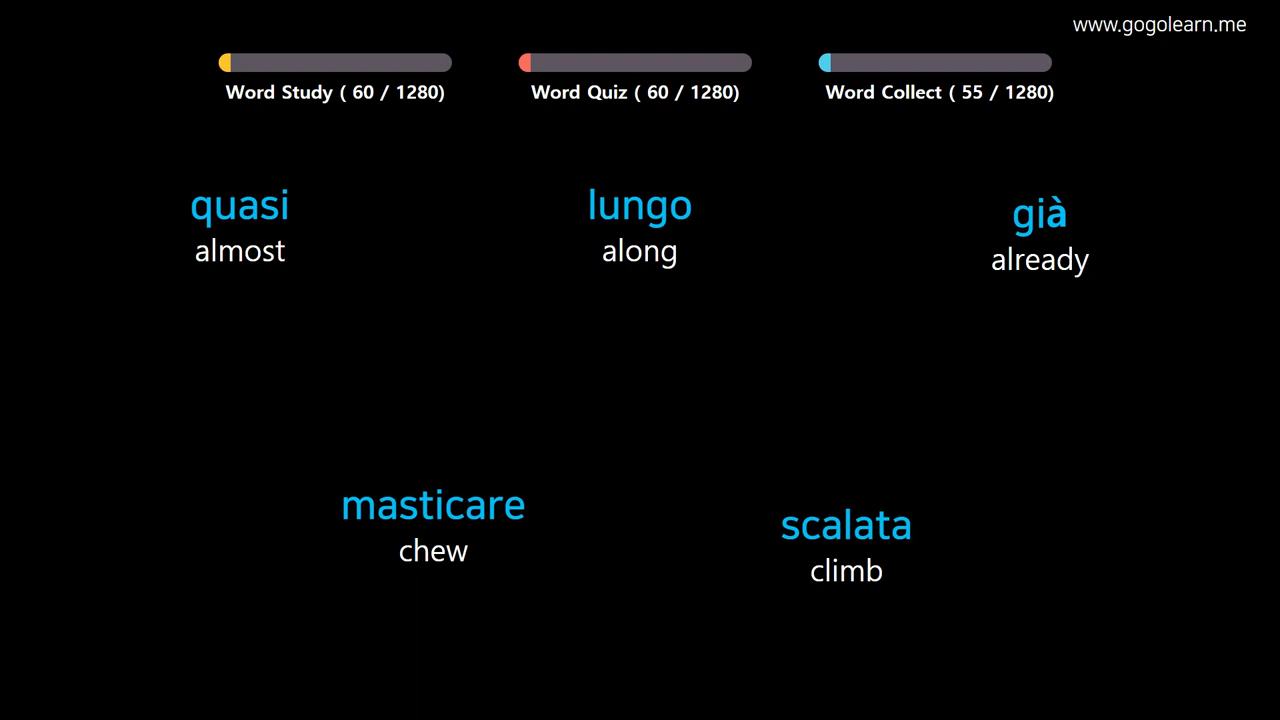 www.gogolearn.me
Word Study ( 60 / 1280)
Word Quiz ( 60 / 1280)
Word Collect ( 55 / 1280)
quasi
almost
lungo
along
già
already
masticare
chew
scalata
climb